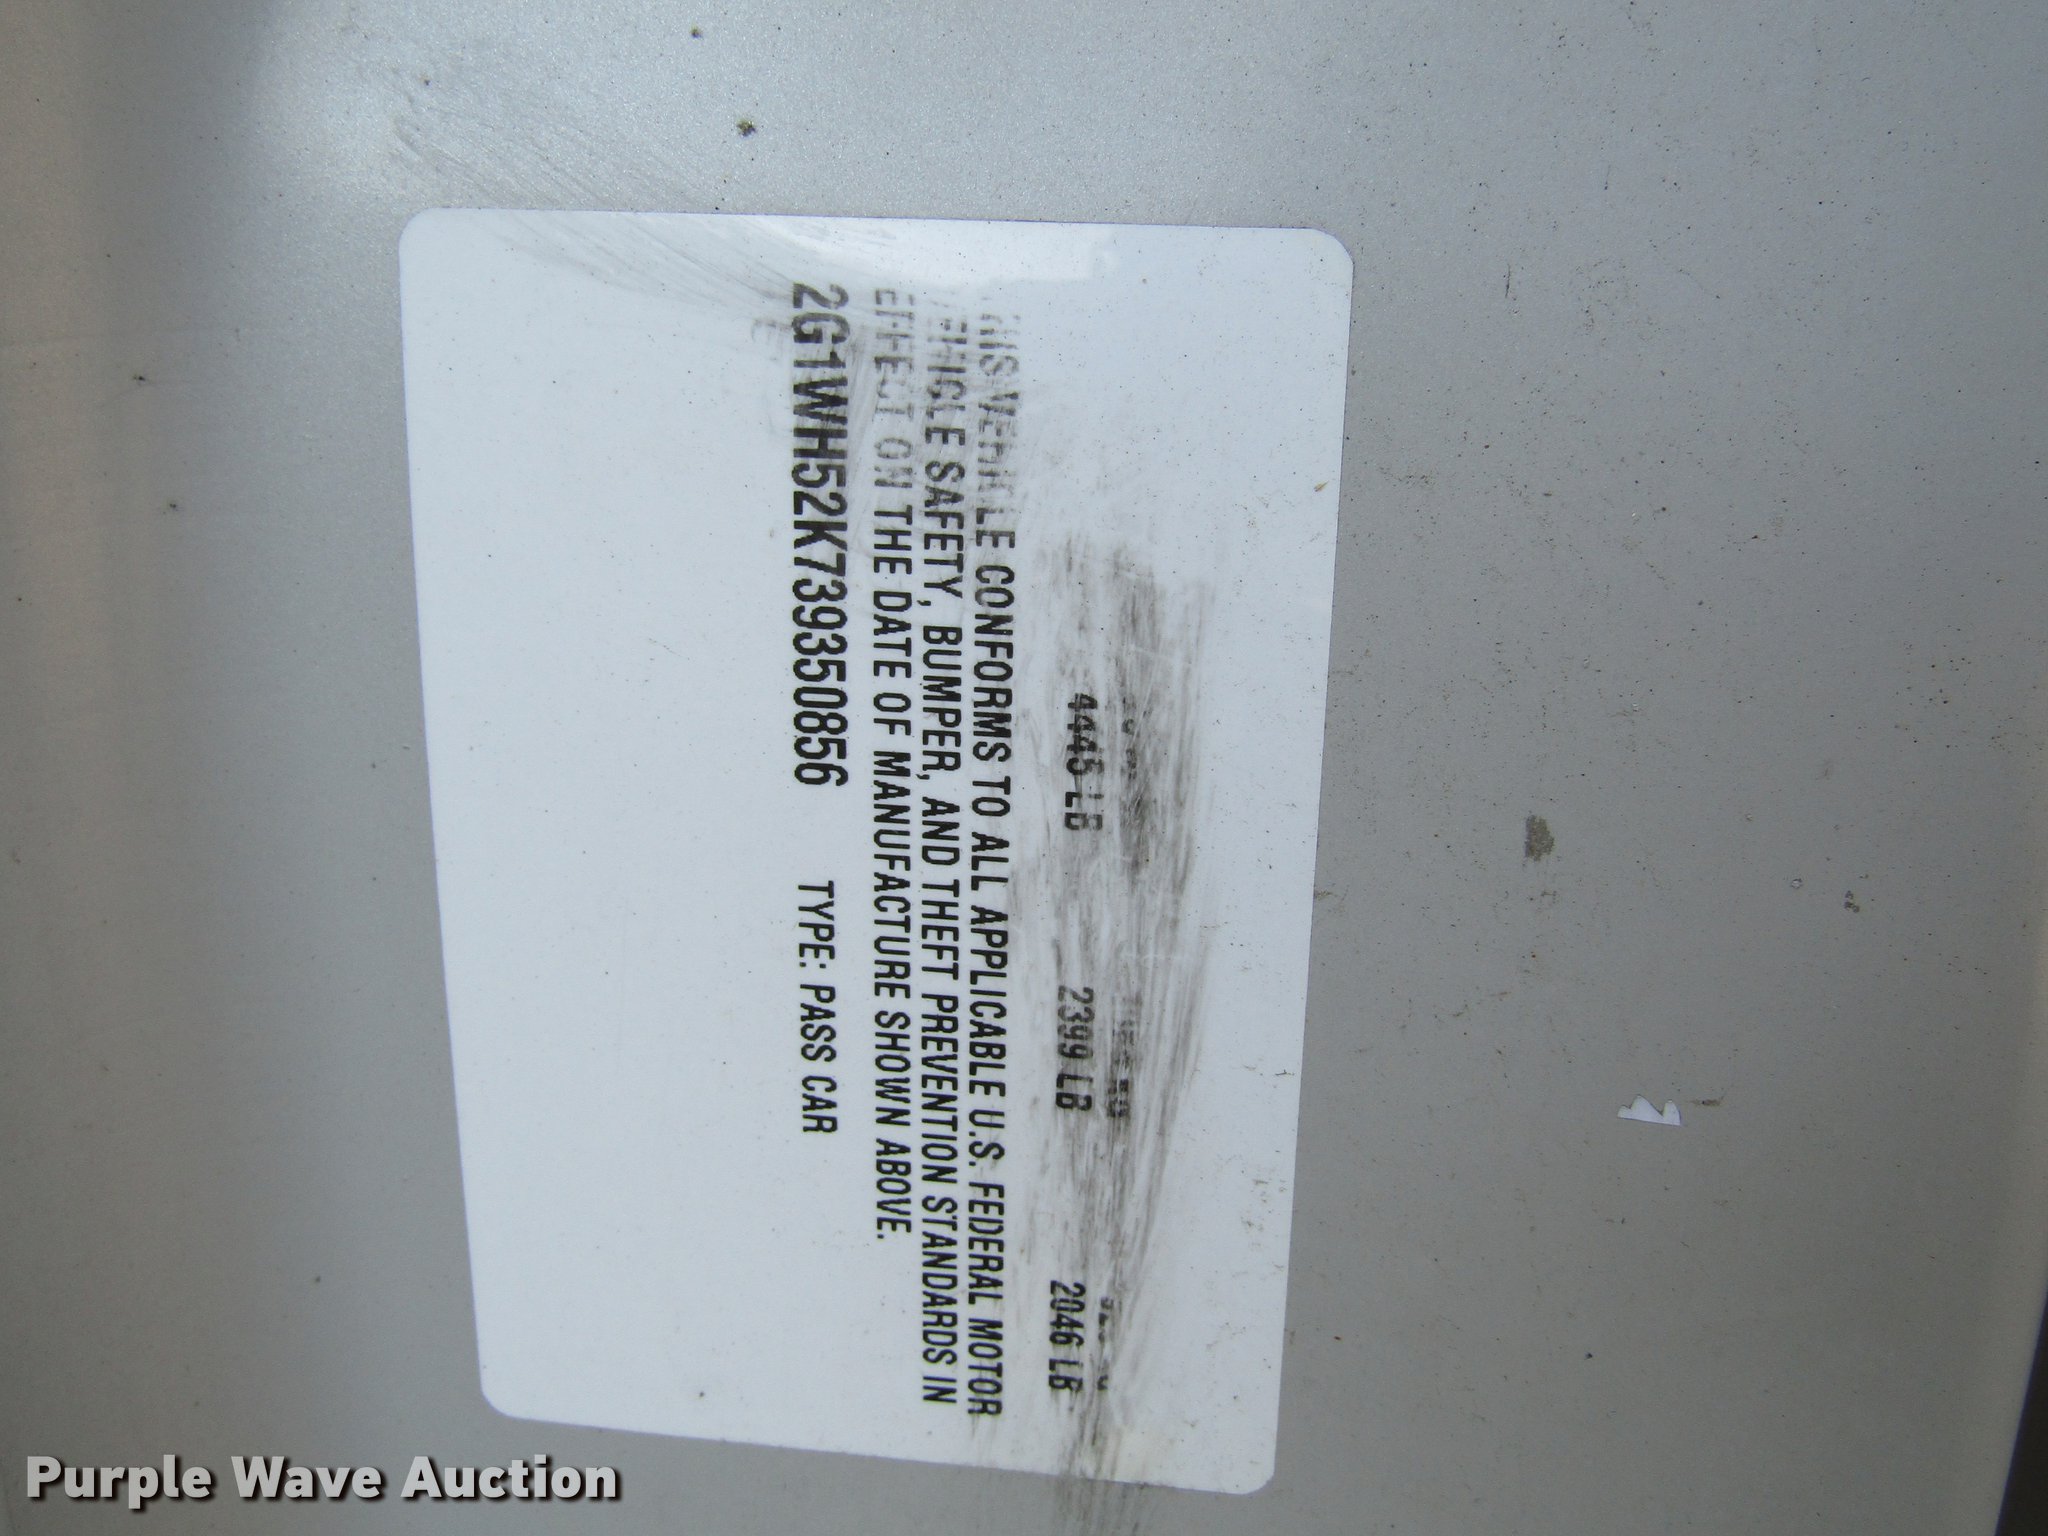 4445 LB 2399 LB 2046 LB
VEHICLE CONFORMS TO ALL APPLICABLE U.S. FEDERAL MOTOR
VEHICLE SAFETY, BUMPER, AND THEFT PREVENTION STANDARDS IN
EFFECT ON THE DATE OF MANUFACTURE SHOWN ABOVE.
2G1WH52K739350856 TYPE: PASS CAR
Purple Wave Auction